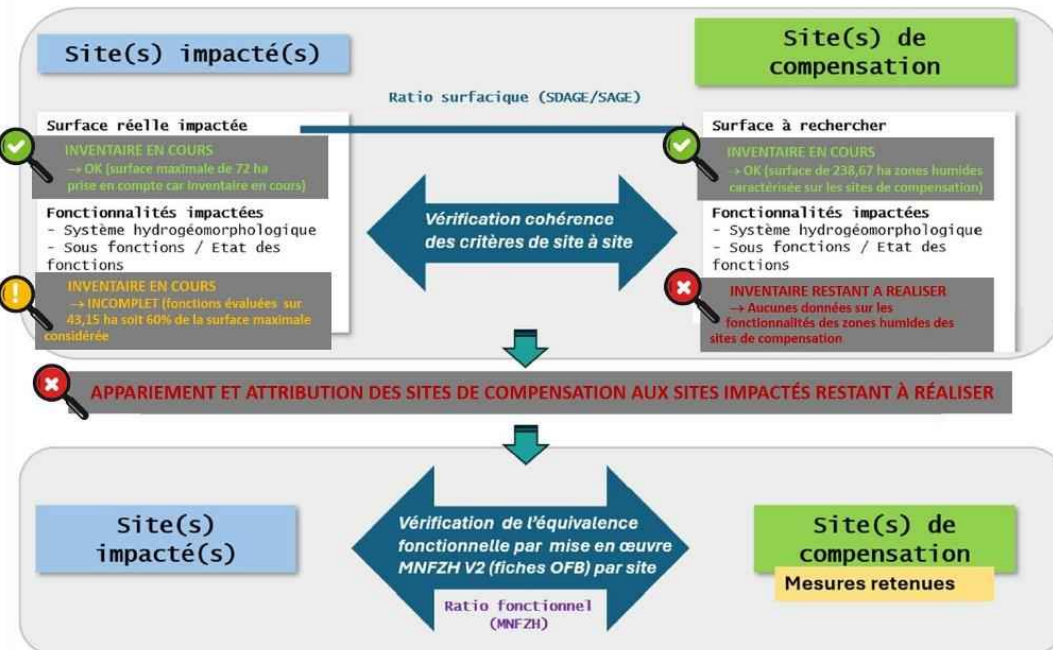 Site(s) impacté(s)
Site(s) de
compensation
Ratio surfacique (SDAGE/SAGE)
Surface réelle impactée
INVENTAIRE EN COURS
→ OK (surface maximale de 72 ha
prise en compte car inventaire en cours)
Fonctionnalités impactées
- Système hydrogéomorphologique
- Sous fonctions / Etat des
fonctions
INVENTAIRE EN COURS
→ INCOMPLET (fonctions évaluées sur
43,15 ha soit 60% de la surface maximale
considérée
Vérification cohérence
des critères de site à site
Surface à rechercher
INVENTAIRE EN COURS
→ OK (surface de 238,67 ha zones humides
caractérisée sur les sites de compensation)
Fonctionnalités impactées
- Système hydrogéomorphologique
- Sous fonctions / Etat des
fonctions
INVENTAIRE RESTANT A REALISER
→ Aucunes données sur les
fonctionnalités des zones humides des
sites de compensation
APPARIEMENT ET ATTRIBUTION DES SITES DE COMPENSATION AUX SITES IMPACTÉS RESTANT À RÉALISER
Site(s)
impacté(s)
Vérification de l'équivalence
fonctionnelle par mise en œuvre
MNFZH V2 (fiches OFB) par site
Ratio fonctionnel
(MNFZH)
Site(s) de
compensation
Mesures retenues